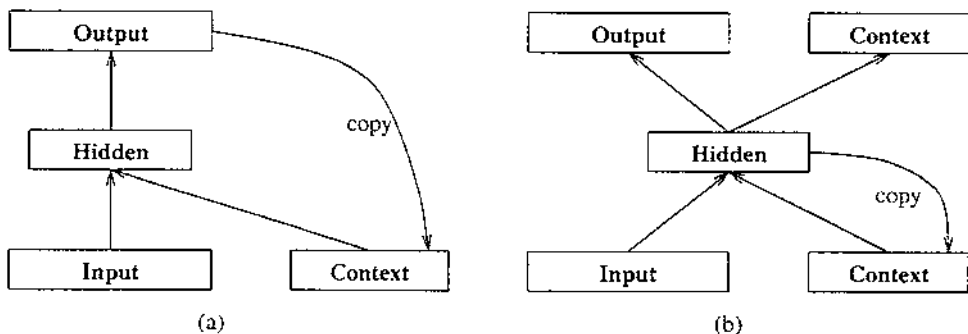 Output
copy
Hidden
Input
Context
(a)
Output
Context
Hidden
copy
Input
Context
(b)